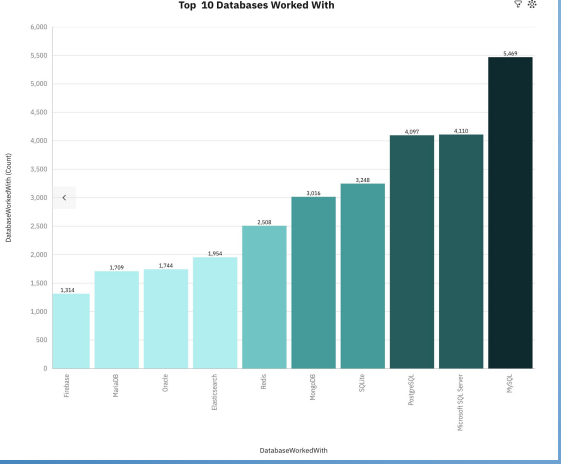 Top 10 Databases Worked With
6,000
5,500
5,000
4,500
4,000
3,500
3,000
2,500
2,000
1,500
1,000
500
0
DatabaseWorkedWith (Count)
1,314
1,709
1,744
1,954
2,508
3,016
3,248
4,097
4,110
5,469
Firebase
MariaDB
Oracle
Elasticsearch
Redis
MongoDB
SQLite
PostgreSQL
Microsoft SQL Server
MySQL
DatabaseWorkedWith